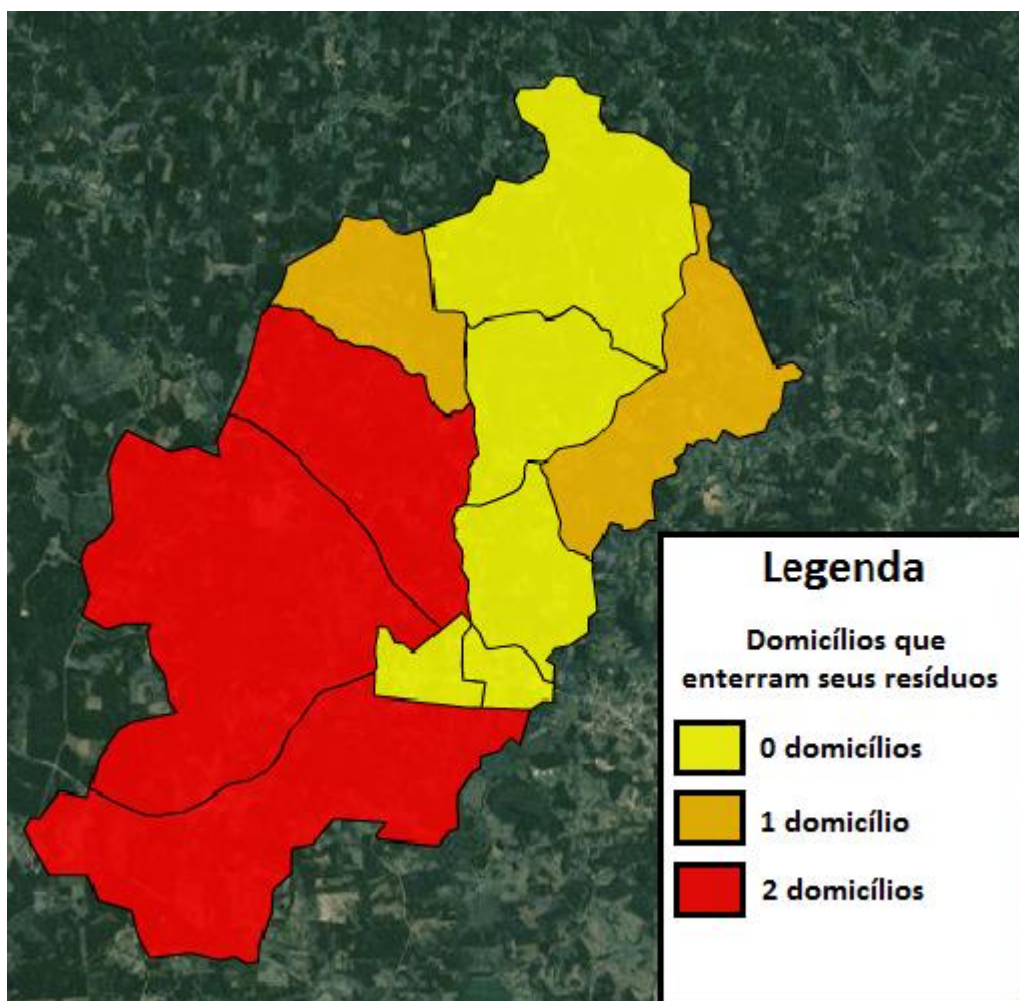 Legenda
Domicílios que
enterram seus resíduos
0 domicílios
1 domicílio
2 domicílios